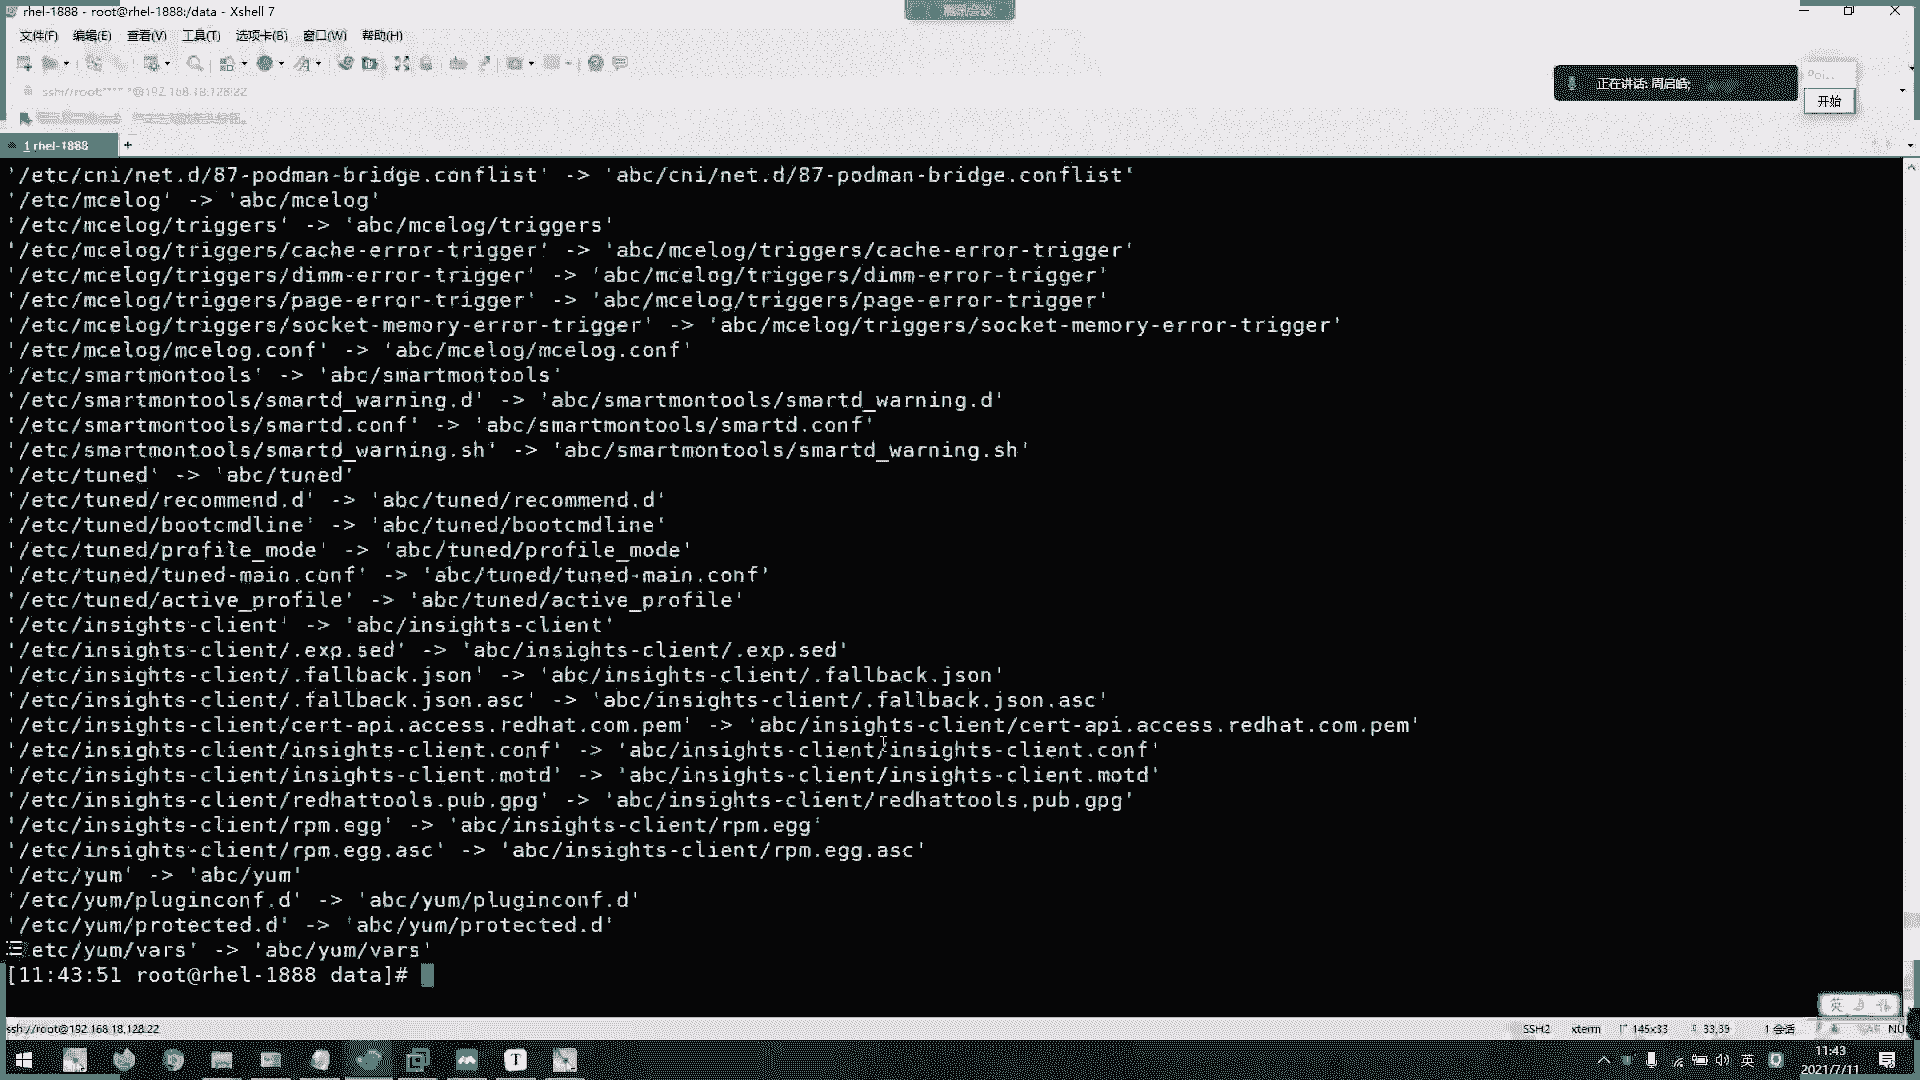 rhel-1888 - root@rhel-1888:/data - Xshell 7
文件(F) 编辑(E) 查看(V) 工具(T) 选项卡(B) 窗口(W) 帮助(H)
正在讲话: 周启皓;
开始
1 rhel-1888 +
'/etc/cni/net.d/87-podman-bridge.conflist' -> 'abc/cni/net.d/87-podman-bridge.conflist'
'/etc/mcelog' -> 'abc/mcelog'
'/etc/mcelog/triggers' -> 'abc/mcelog/triggers'
'/etc/mcelog/triggers/cache-error-trigger' -> 'abc/mcelog/triggers/cache-error-trigger'
'/etc/mcelog/triggers/dimm-error-trigger' -> 'abc/mcelog/triggers/dimm-error-trigger'
'/etc/mcelog/triggers/page-error-trigger' -> 'abc/mcelog/triggers/page-error-trigger'
'/etc/mcelog/triggers/socket-memory-error-trigger' -> 'abc/mcelog/triggers/socket-memory-error-trigger'
'/etc/mcelog/mcelog.conf' -> 'abc/mcelog/mcelog.conf'
'/etc/smartmontools' -> 'abc/smartmontools'
'/etc/smartmontools/smartd_warning.d' -> 'abc/smartmontools/smartd_warning.d'
'/etc/smartmontools/smartd.conf' -> 'abc/smartmontools/smartd.conf'
'/etc/smartmontools/smartd_warning.sh' -> 'abc/smartmontools/smartd_warning.sh'
'/etc/tuned' -> 'abc/tuned'
'/etc/tuned/recommend.d' -> 'abc/tuned/recommend.d'
'/etc/tuned/bootcmdline' -> 'abc/tuned/bootcmdline'
'/etc/tuned/profile_mode' -> 'abc/tuned/profile_mode'
'/etc/tuned/tuned-main.conf' -> 'abc/tuned/tuned-main.conf'
'/etc/tuned/active_profile' -> 'abc/tuned/active_profile'
'/etc/insights-client' -> 'abc/insights-client'
'/etc/insights-client/.exp.sed' -> 'abc/insights-client/.exp.sed'
'/etc/insights-client/.fallback.json' -> 'abc/insights-client/.fallback.json'
'/etc/insights-client/.fallback.json.asc' -> 'abc/insights-client/.fallback.json.asc'
'/etc/insights-client/cert-api.access.redhat.com.pem' -> 'abc/insights-client/cert-api.access.redhat.com.pem'
'/etc/insights-client/insights-client.conf' -> 'abc/insights-client/insights-client.conf'
'/etc/insights-client/insights-client.motd' -> 'abc/insights-client/insights-client.motd'
'/etc/insights-client/redhattools.pub.gpg' -> 'abc/insights-client/redhattools.pub.gpg'
'/etc/insights-client/rpm.egg' -> 'abc/insights-client/rpm.egg'
'/etc/insights-client/rpm.egg.asc' -> 'abc/insights-client/rpm.egg.asc'
'/etc/yum' -> 'abc/yum'
'/etc/yum/pluginconf.d' -> 'abc/yum/pluginconf.d'
'/etc/yum/protected.d' -> 'abc/yum/protected.d'
etc/yum/vars' -> 'abc/yum/vars'
[11:43:51 root@rhel-1888 data]#
ssh://root@192.168.18.128:22 SSH2 xterm 145x33 33,39 1 会话
英 11:43
2021/7/11